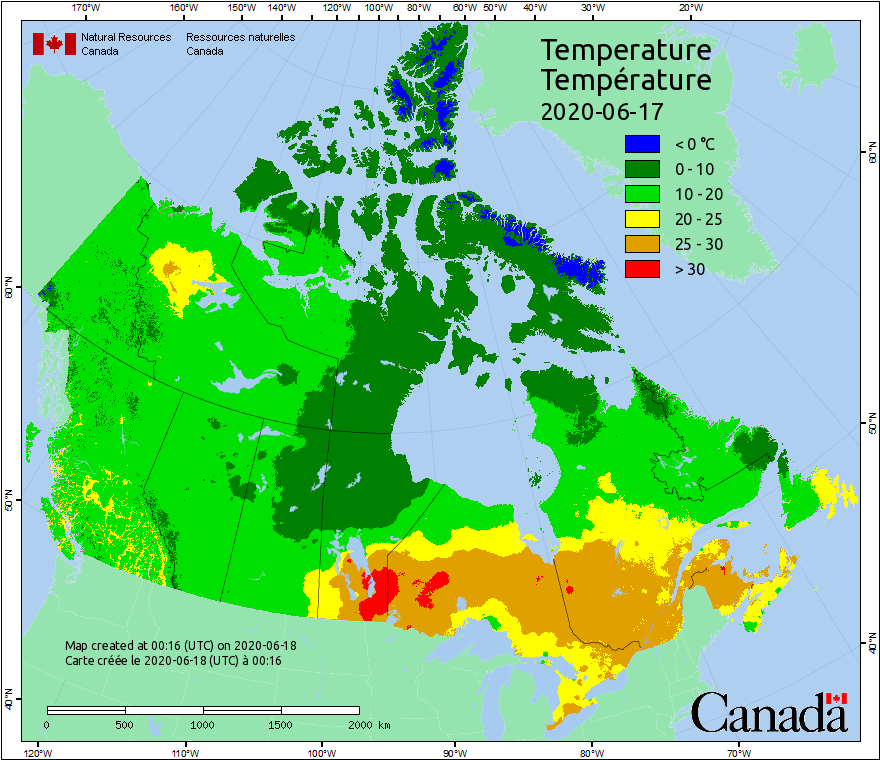 170°W 160°W 150°W 140°W 120°W 100°W 80°W 60°W 50°W 40°W 30°W 20°W
Natural Resources Ressources naturelles
Canada Canada
Temperature
Température
2020-06-17
< 0 °C
0 - 10
10 - 20
20 - 25
25 - 30
> 30
60°N
60°N
50°N
50°N
40°N
40°N
Map created at 00:16 (UTC) on 2020-06-18
Carte créée le 2020-06-18 (UTC) à 00:16
0 500 1000 1500 2000 km
Canada
120°W 110°W 100°W 90°W 80°W 70°W